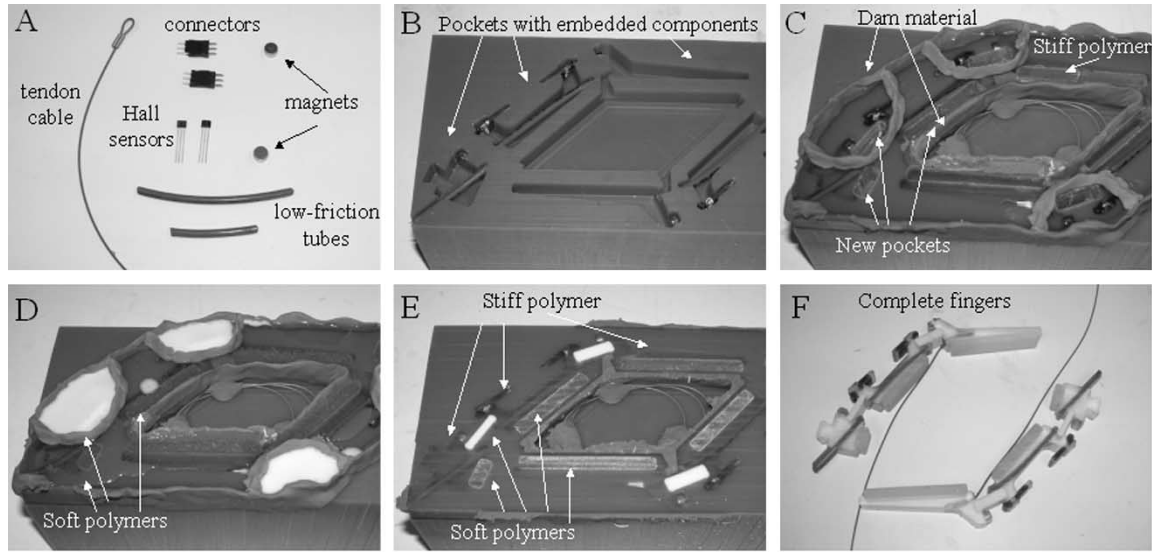 A
connectors
tendon
cable
Hall
sensors
magnets
low-friction
tubes
B
Pockets with embedded components
C
Dam material
Stiff polymer
New pockets
D
Soft polymers
E
Stiff polymer
Soft polymers
F
Complete fingers